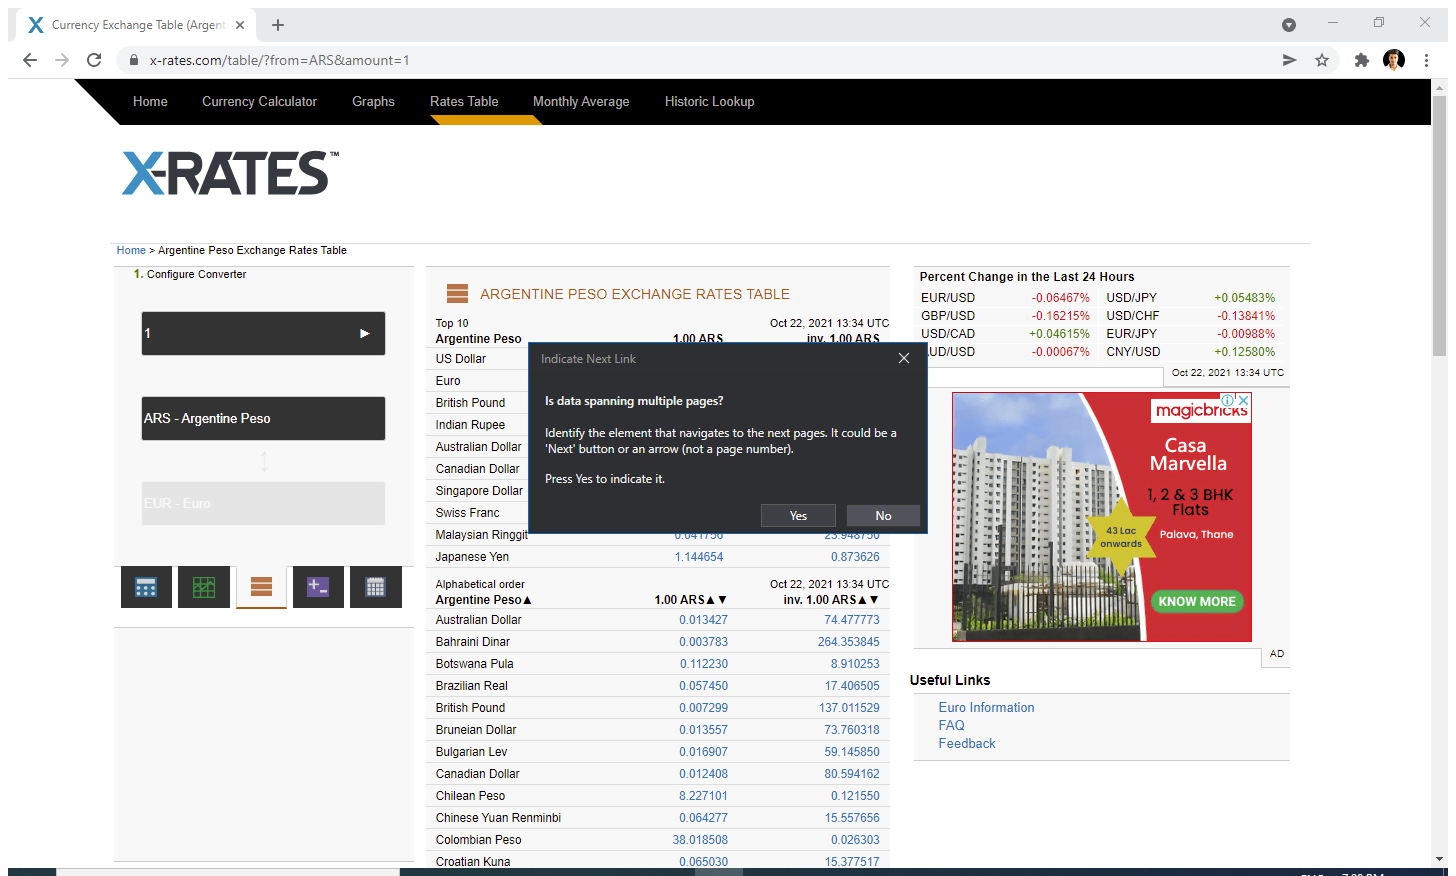 Currency Exchange Table (Argent
x-rates.com/table/?from=ARS&amount=1
Home Currency Calculator Graphs Rates Table Monthly Average Historic Lookup
X-RATES™
Home > Argentine Peso Exchange Rates Table
1. Configure Converter
1
ARS - Argentine Peso
EUR - Euro
ARGENTINE PESO EXCHANGE RATES TABLE
Top 10 Oct 22, 2021 13:34 UTC
Argentine Peso 1.00 ARS inv. 1.00 ARS
US Dollar
Euro
British Pound
Indian Rupee
Australian Dollar
Canadian Dollar
Singapore Dollar
Swiss Franc
Malaysian Ringgit 0.041756 23.948750
Japanese Yen 1.144654 0.873626
Indicate Next Link
Is data spanning multiple pages?
Identify the element that navigates to the next pages. It could be a
'Next' button or an arrow (not a page number).
Press Yes to indicate it.
Yes No
Alphabetical order Oct 22, 2021 13:34 UTC
Argentine Peso▲ 1.00 ARS▲▼ inv. 1.00 ARS▲▼
Australian Dollar 0.013427 74.477773
Bahraini Dinar 0.003783 264.353845
Botswana Pula 0.112230 8.910253
Brazilian Real 0.057450 17.406505
British Pound 0.007299 137.011529
Bruneian Dollar 0.013557 73.760318
Bulgarian Lev 0.016907 59.145850
Canadian Dollar 0.012408 80.594162
Chilean Peso 8.227101 0.121550
Chinese Yuan Renminbi 0.064277 15.557656
Colombian Peso 38.018508 0.026303
Croatian Kuna 0.065030 15.377517
Percent Change in the Last 24 Hours
EUR/USD -0.06467% USD/JPY +0.05483%
GBP/USD -0.16215% USD/CHF -0.13841%
USD/CAD +0.04615% EUR/JPY -0.00988%
UD/USD -0.00067% CNY/USD +0.12580%
Oct 22, 2021 13:34 UTC
magicbricks
Casa
Marvella
1, 2 & 3 BHK
Flats
Palava, Thane
43 Lac
onwards
KNOW MORE
AD
Useful Links
Euro Information
FAQ
Feedback